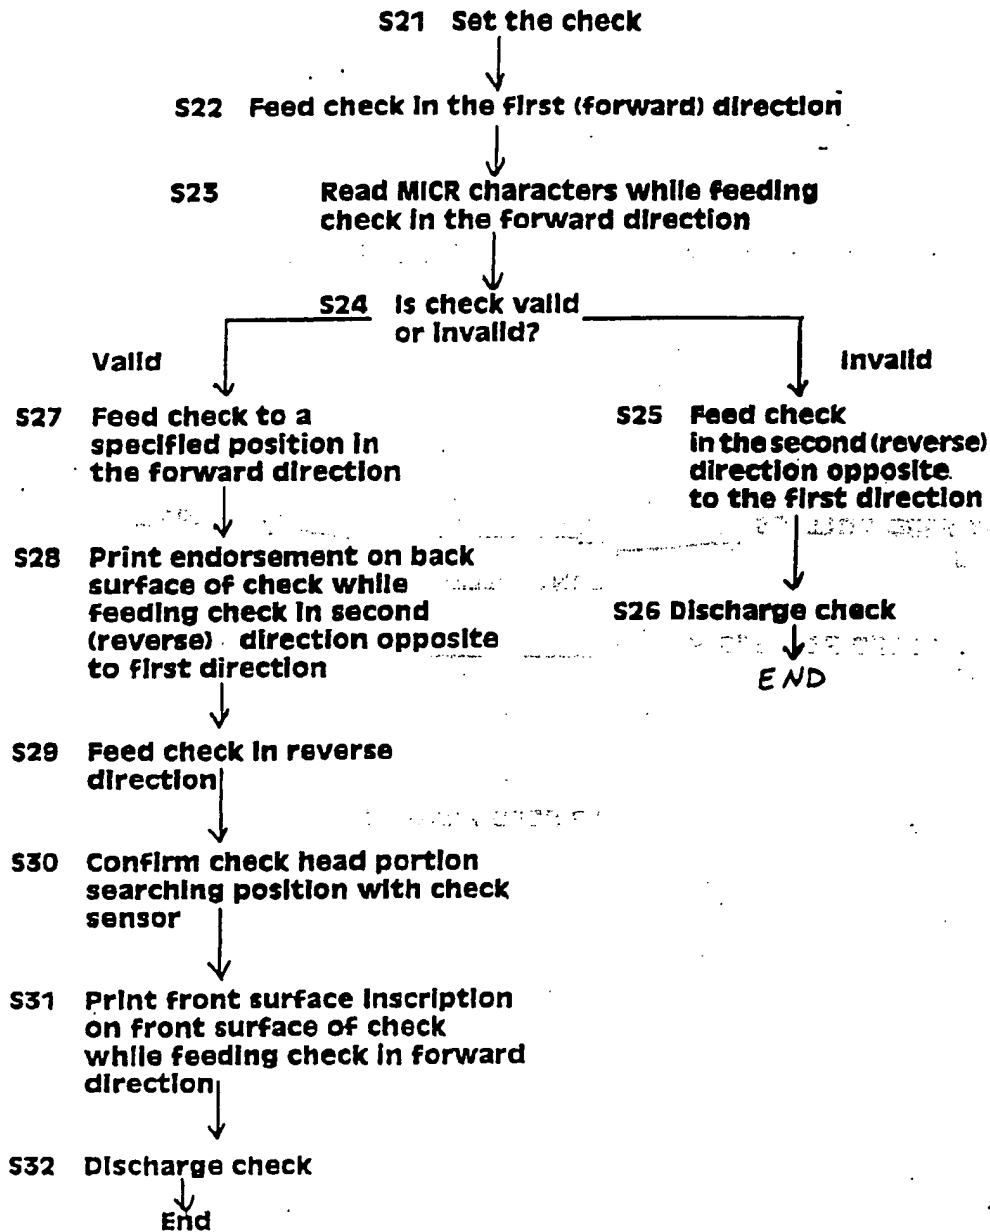 S21 Set the check
S22 Feed check in the first (forward) direction
S23 Read MICR characters while feeding
check in the forward direction
S24 Is check valid
or invalid?
Valid
Invalid
S27 Feed check to a
specified position in
the forward direction
S25 Feed check
in the second (reverse)
direction opposite
to the first direction
S28 Print endorsement on back
surface of check while
feeding check in second
(reverse) direction opposite
to first direction
S26 Discharge check
END
S29 Feed check in reverse
direction
S30 Confirm check head portion
searching position with check
sensor
S31 Print front surface inscription
on front surface of check
while feeding check in forward
direction
S32 Discharge check
End